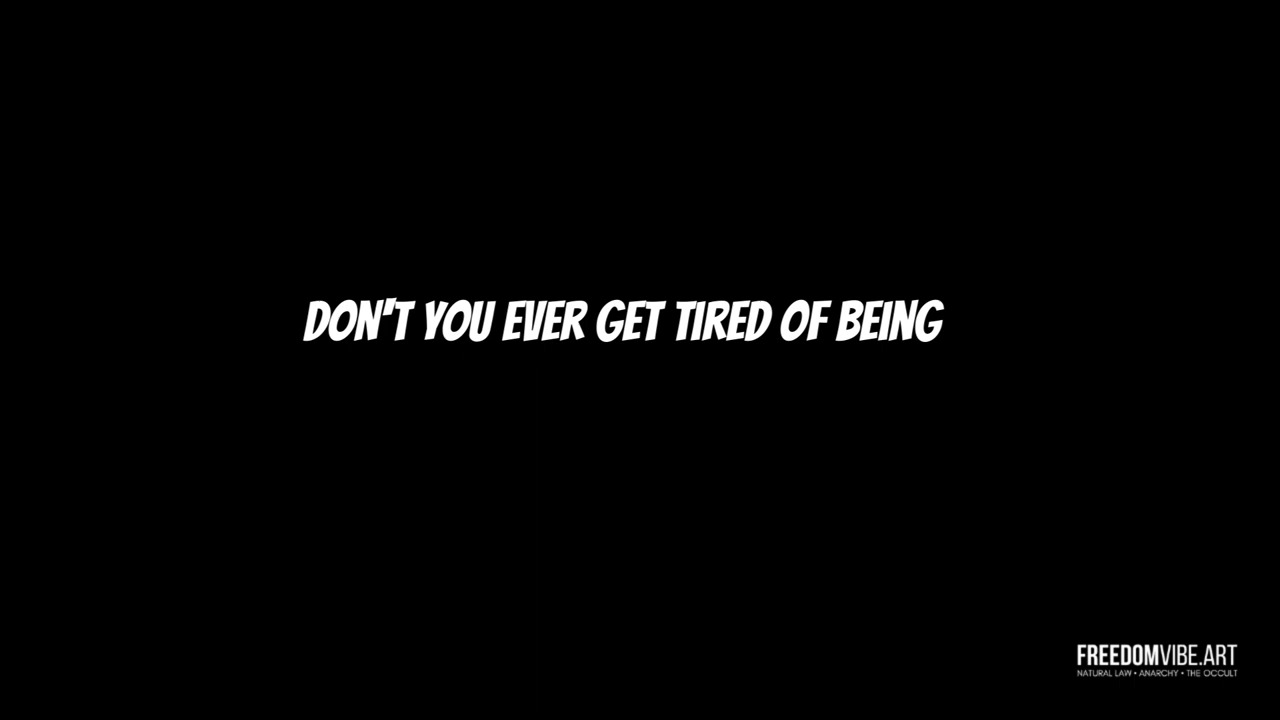 DON'T YOU EVER GET TIRED OF BEING
FREEDOMVIBE.ART
NATURAL LAW • ANARCHY • THE OCCULT